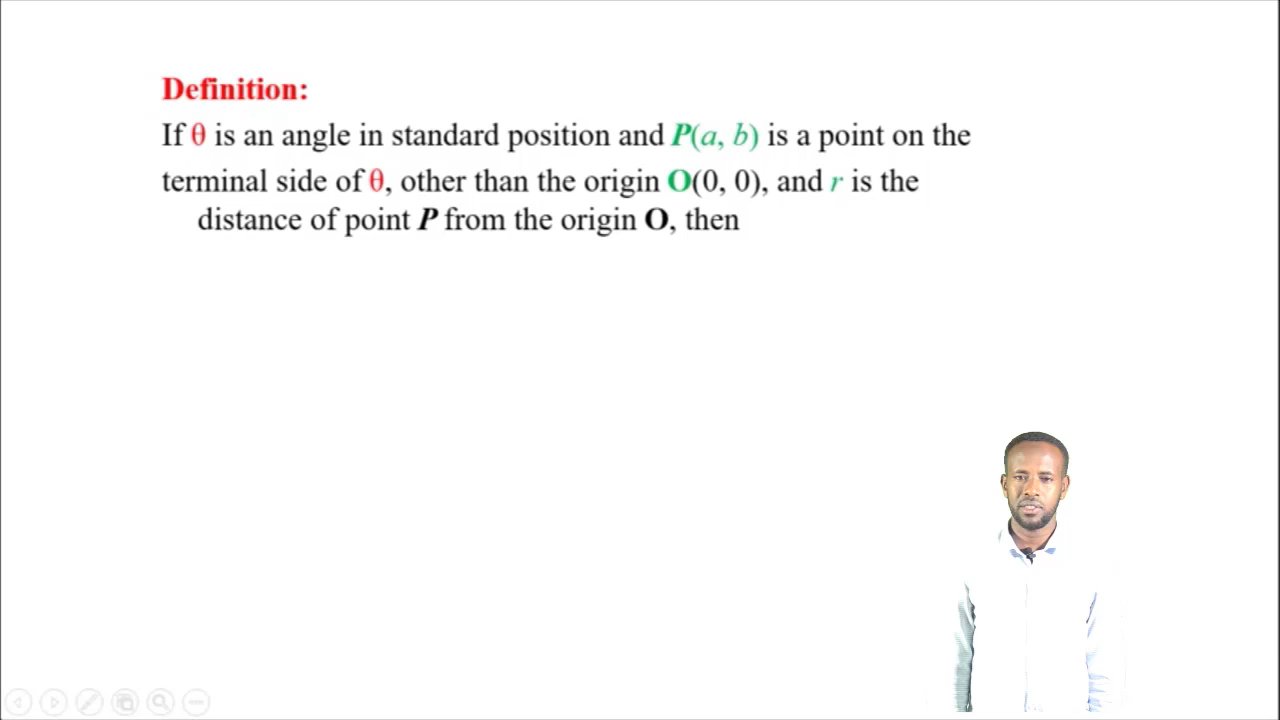 Definition:
If θ is an angle in standard position and P(a, b) is a point on the
terminal side of θ, other than the origin O(0, 0), and r is the
distance of point P from the origin O, then